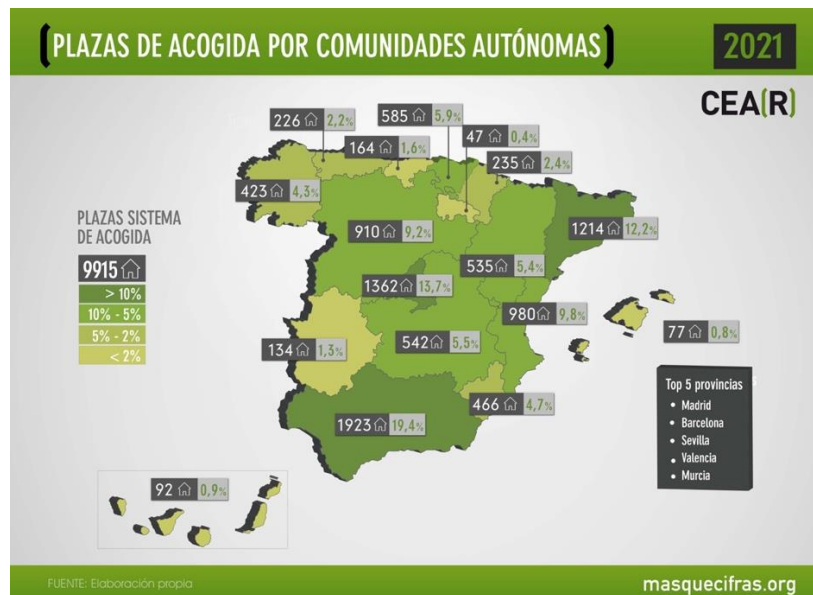 (PLAZAS DE ACOGIDA POR COMUNIDADES AUTÓNOMAS)
2021
CEA(R)
226 2,2%
585 5,9%
47 0,4%
164 1,6%
235 2,4%
423 4,3%
910 9,2%
1214 12,2%
PLAZAS SISTEMA
DE ACOGIDA
9915
> 10%
10% - 5%
5% - 2%
< 2%
535 5,4%
1362 13,7%
980 9,8%
77 0,8%
134 1,3%
542 5,5%
466 4,7%
1923 19,4%
92 0,9%
Top 5 provincias
• Madrid
• Barcelona
• Sevilla
• Valencia
• Murcia
FUENTE: Elaboración propia
masquecifras.org